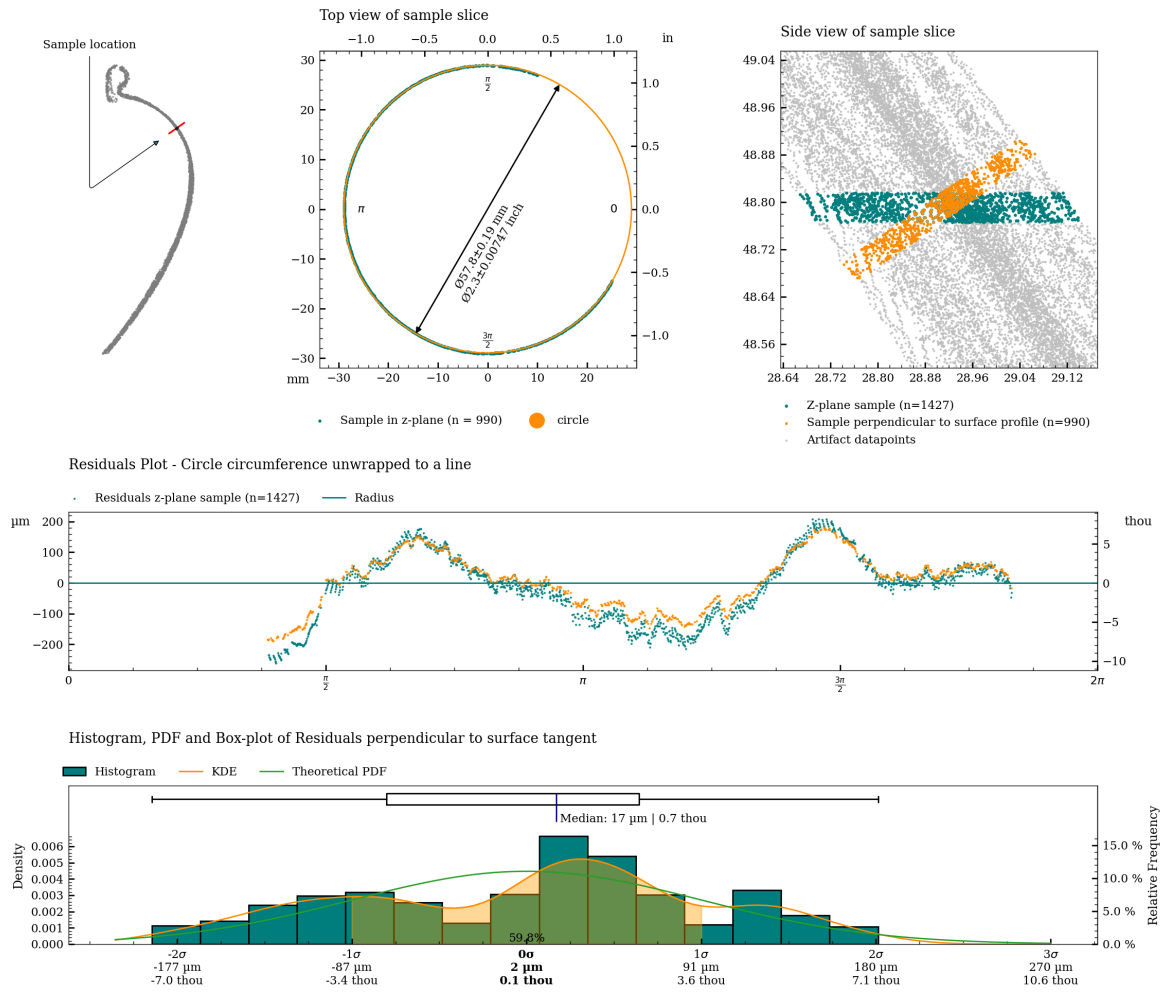 Sample location
Top view of sample slice
−1.0 −0.5 0.0 0.5 1.0 in
30
20
10
0
−10
−20
−30
mm
1.0
0.5
0.0
−0.5
−1.0
π/2
π
0
3π/2
Ø57.8±0.19 mm
Ø2.3±0.00747 inch
−30 −20 −10 0 10 20
Sample in z-plane (n = 990) circle
Side view of sample slice
49.04
48.96
48.88
48.80
48.72
48.64
48.56
28.64 28.72 28.80 28.88 28.96 29.04 29.12
Z-plane sample (n=1427)
Sample perpendicular to surface profile (n=990)
Artifact datapoints
Residuals Plot - Circle circumference unwrapped to a line
Residuals z-plane sample (n=1427) Radius
µm
200
100
0
−100
−200
thou
5
0
−5
−10
0 π/2 π 3π/2 2π
Histogram, PDF and Box-plot of Residuals perpendicular to surface tangent
Histogram KDE Theoretical PDF
Median: 17 µm | 0.7 thou
Density
0.006
0.005
0.004
0.003
0.002
0.001
0.000
15.0 %
10.0 %
5.0 %
0.0 %
Relative Frequency
59.8%
-2σ -1σ 0σ 1σ 2σ 3σ
-177 µm -87 µm 2 µm 91 µm 180 µm 270 µm
-7.0 thou -3.4 thou 0.1 thou 3.6 thou 7.1 thou 10.6 thou